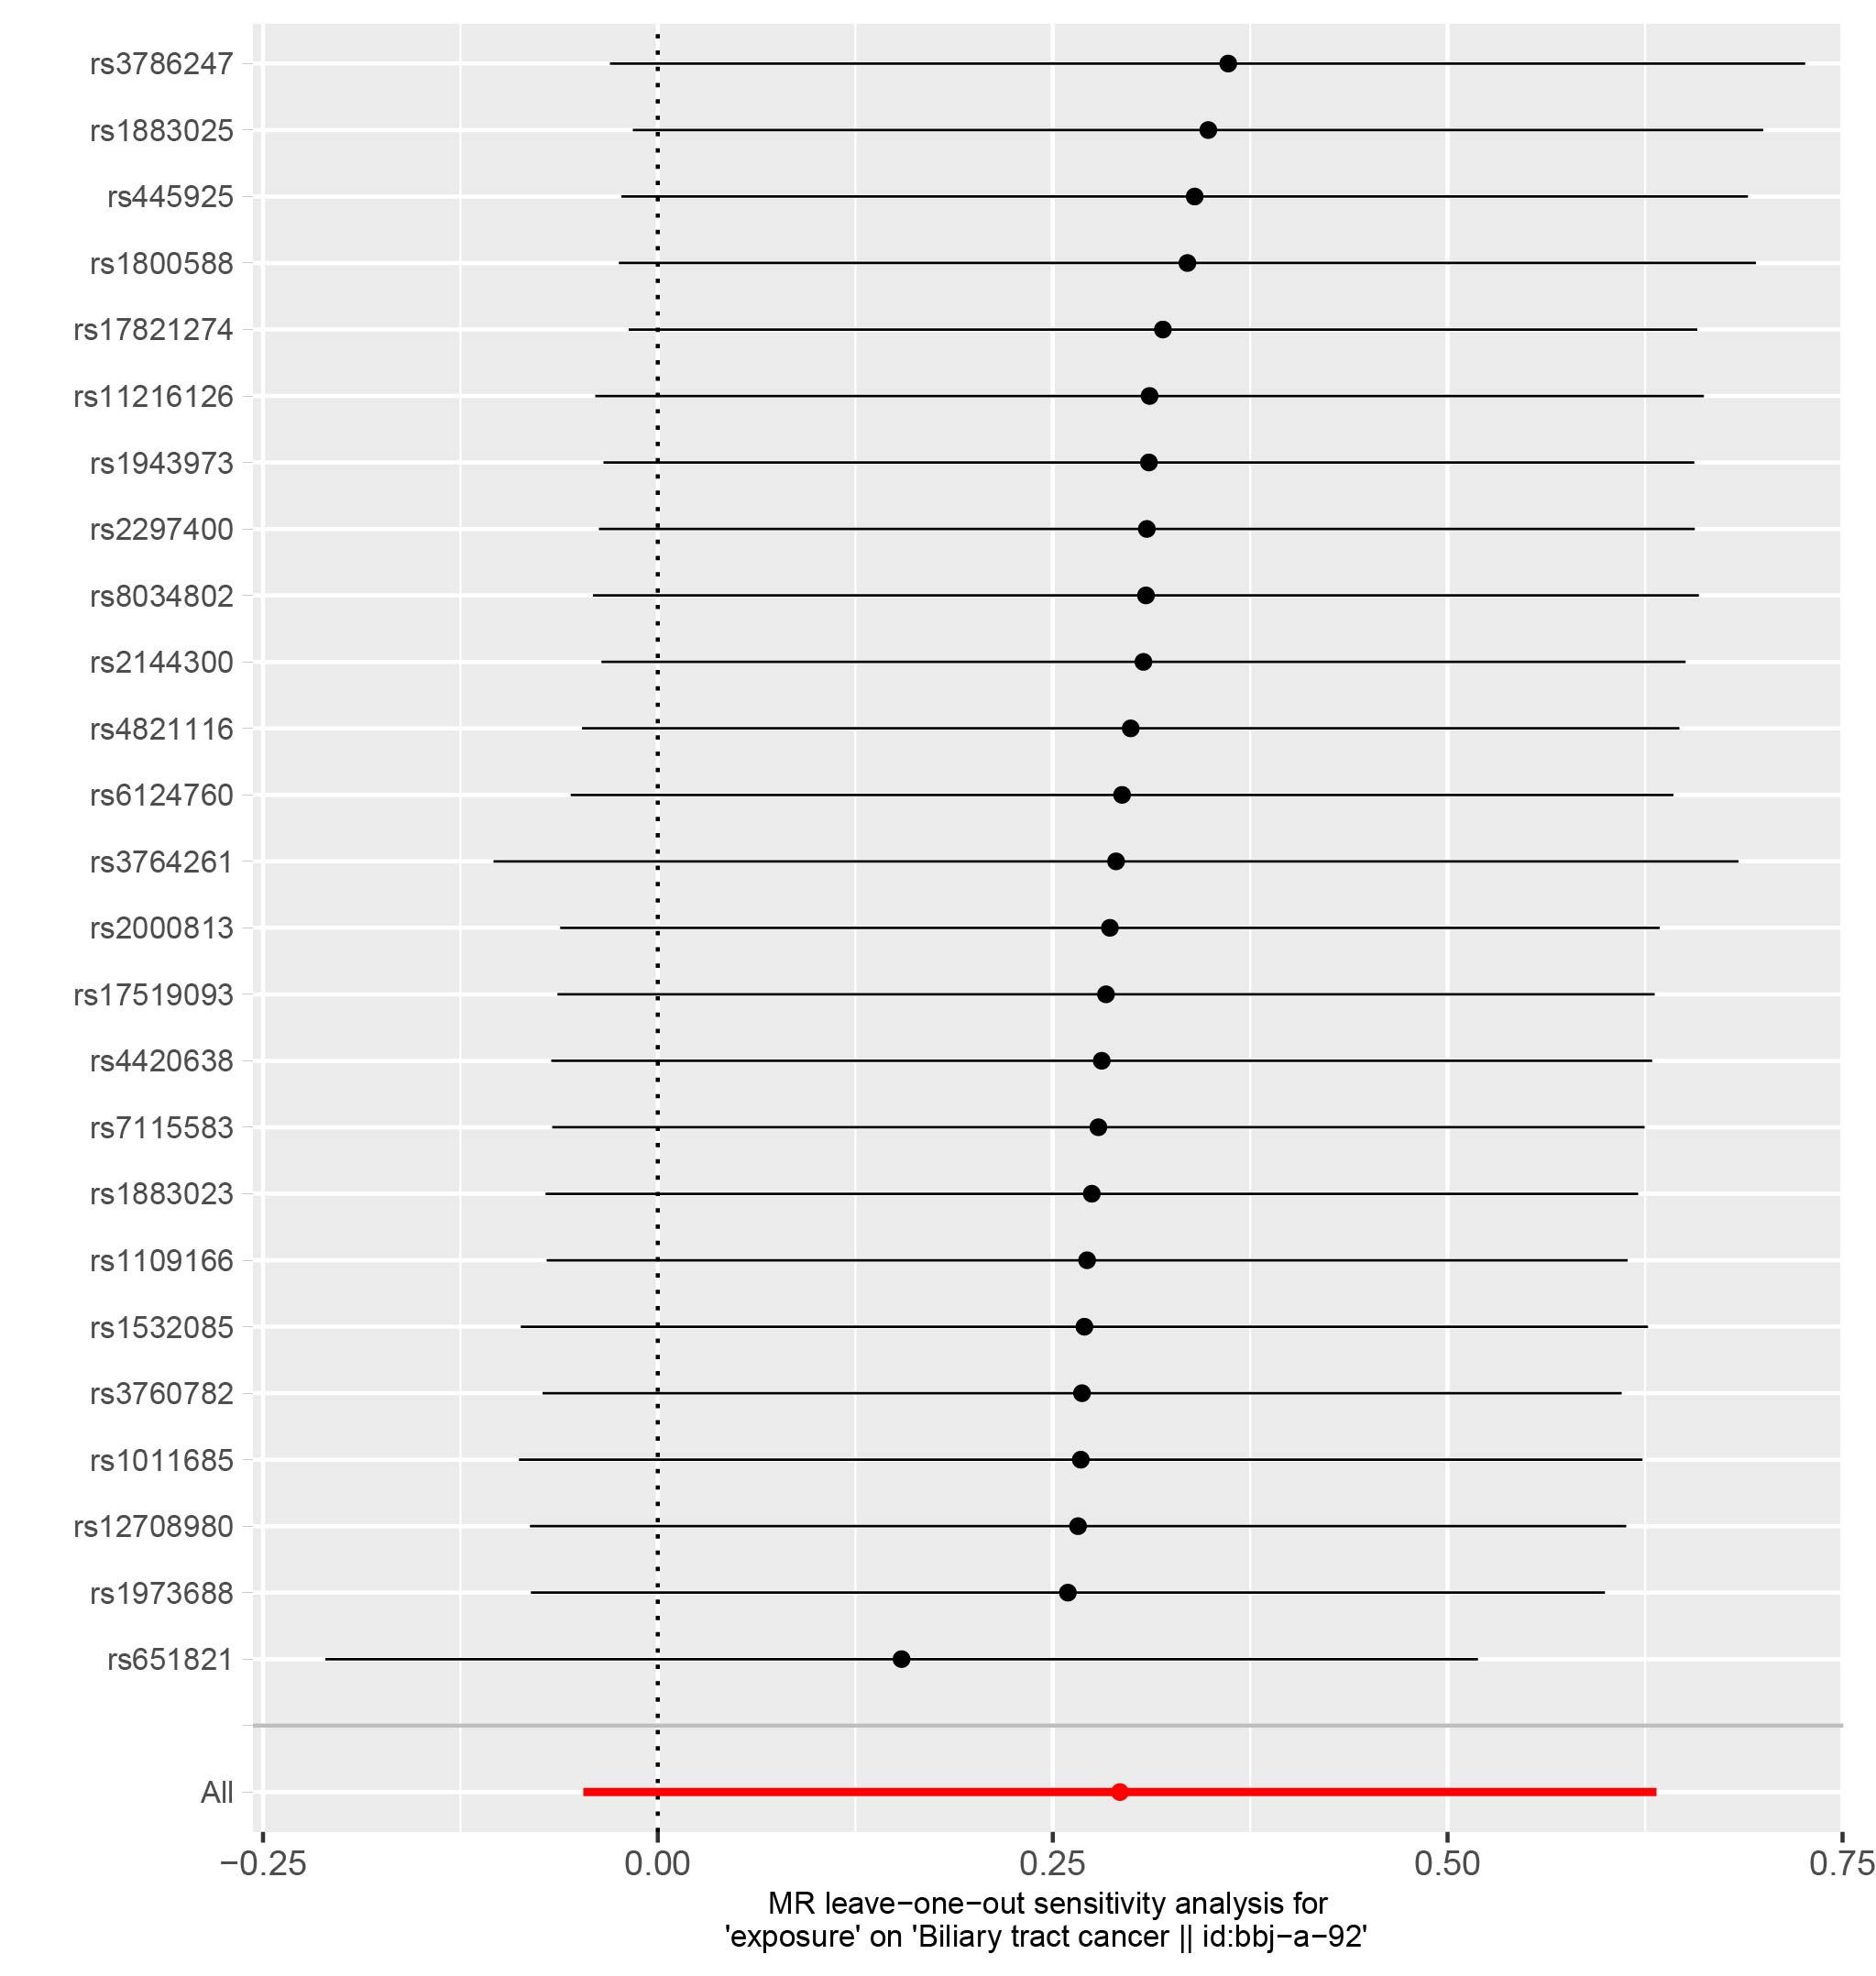 rs3786247
rs1883025
rs445925
rs1800588
rs17821274
rs11216126
rs1943973
rs2297400
rs8034802
rs2144300
rs4821116
rs6124760
rs3764261
rs2000813
rs17519093
rs4420638
rs7115583
rs1883023
rs1109166
rs1532085
rs3760782
rs1011685
rs12708980
rs1973688
rs651821
All
−0.25 0.00 0.25 0.50 0.75
MR leave−one−out sensitivity analysis for
'exposure' on 'Biliary tract cancer || id:bbj−a−92'